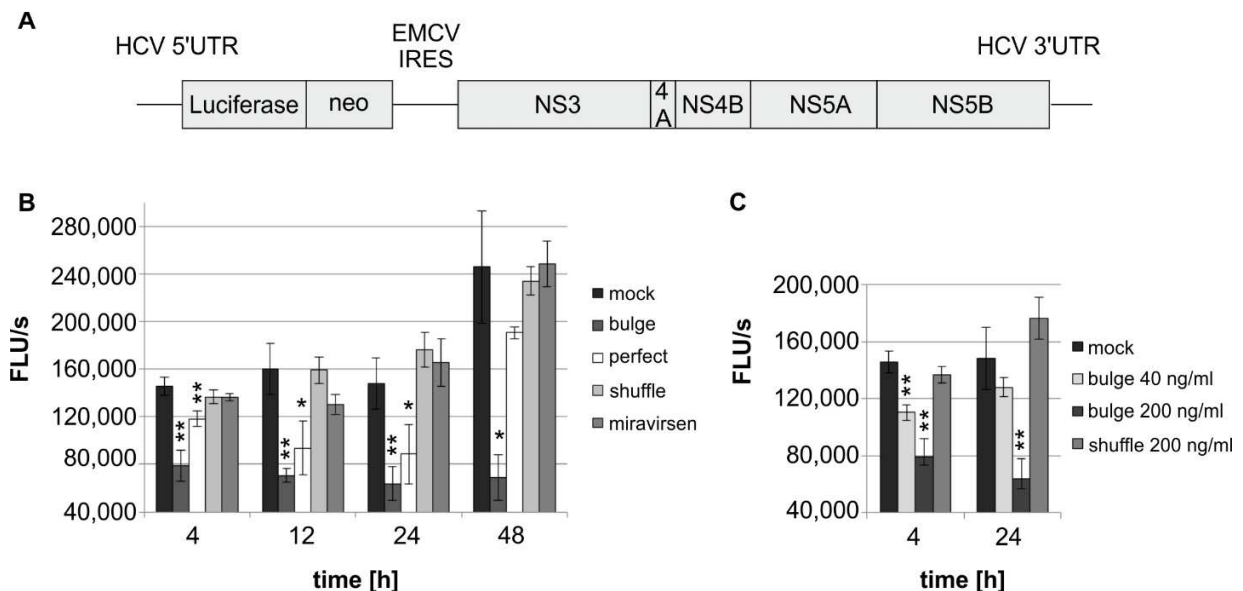 A
HCV 5'UTR
EMCV
IRES
HCV 3'UTR
Luciferase neo NS3 4 A NS4B NS5A NS5B
B
FLU/s
280,000
240,000
200,000
160,000
120,000
80,000
40,000
** ** ** * ** * *
4 12 24 48
time [h]
mock
bulge
perfect
shuffle
miravirsen
C
FLU/s
200,000
160,000
120,000
80,000
40,000
** ** **
4 24
time [h]
mock
bulge 40 ng/ml
bulge 200 ng/ml
shuffle 200 ng/ml